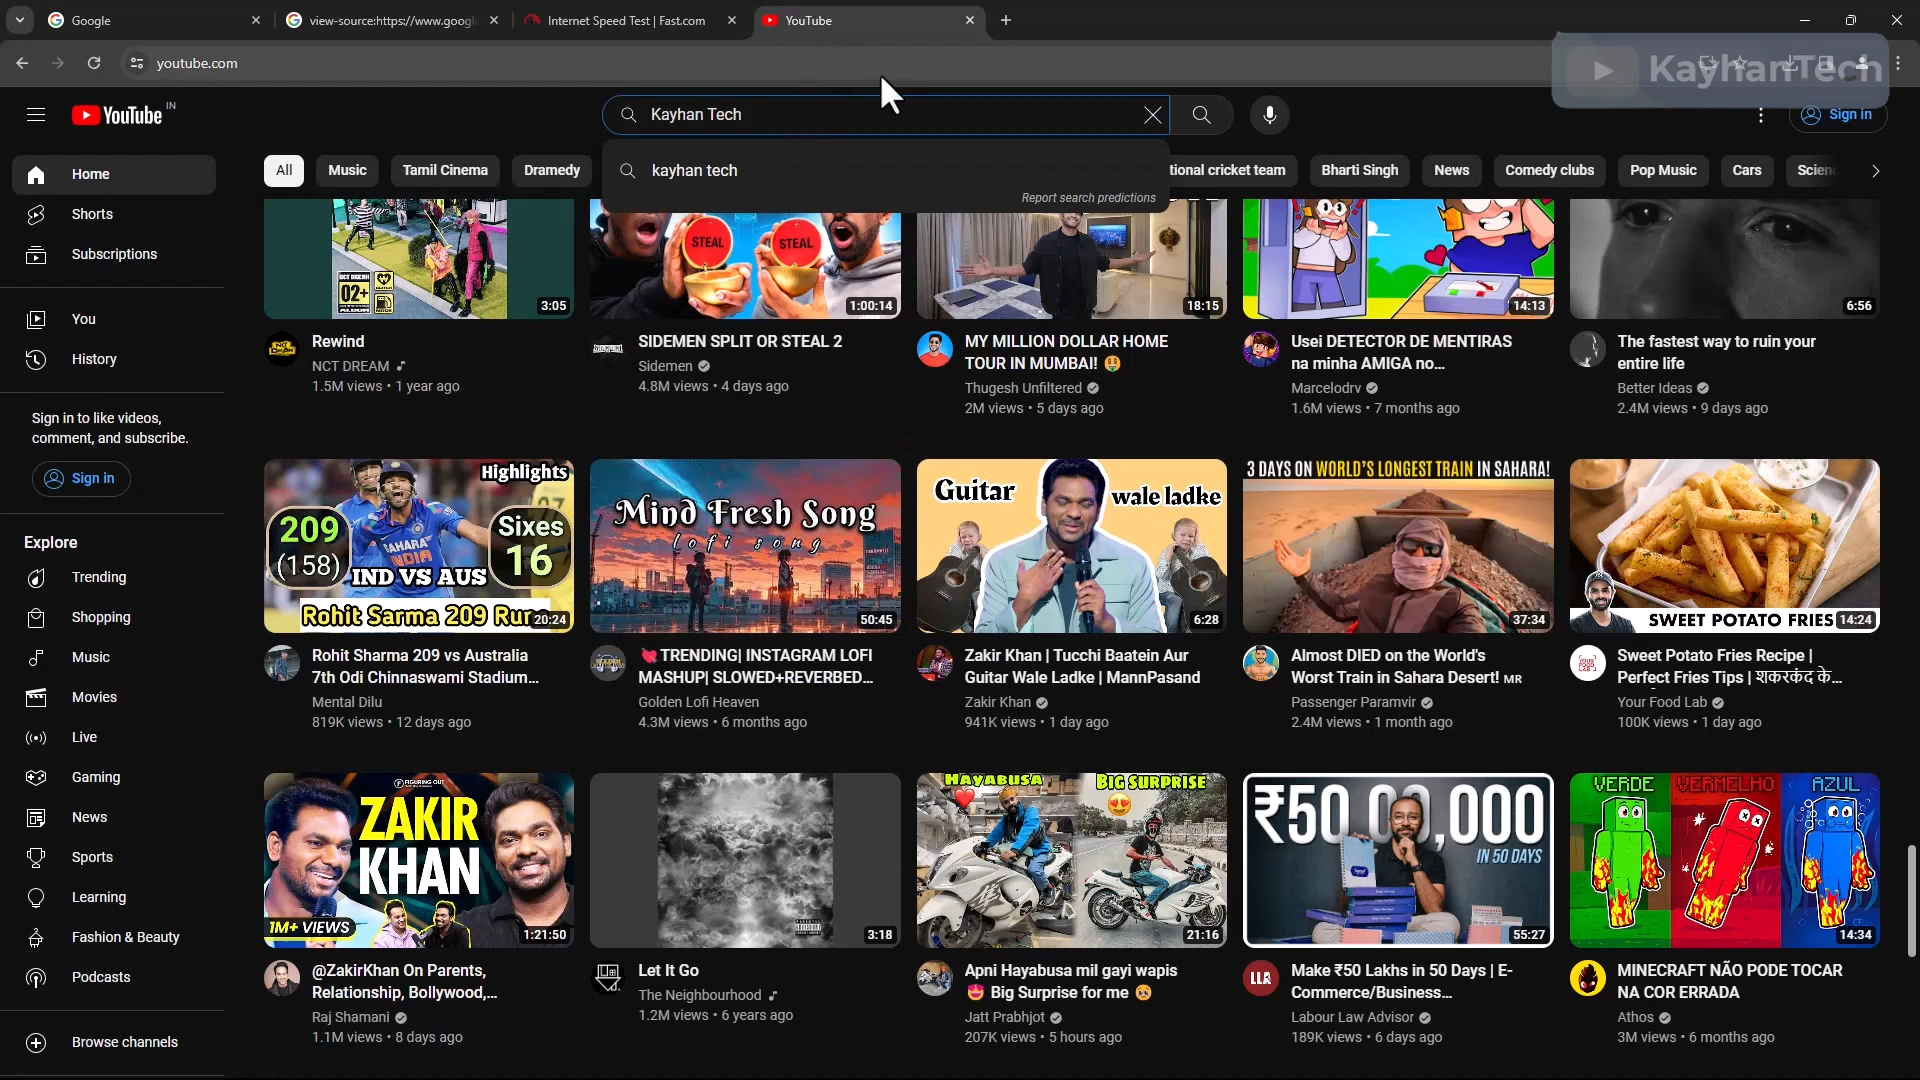 Google
view-source:https://www.googl
Internet Speed Test | Fast.com
YouTube
youtube.com
KayhanTech
YouTube IN
Kayhan Tech
Sign in
kayhan tech
Report search predictions
All
Music
Tamil Cinema
Dramedy
tional cricket team
Bharti Singh
News
Comedy clubs
Pop Music
Cars
Scien
Home
Shorts
Subscriptions
You
History
Sign in to like videos,
comment, and subscribe.
Sign in
Explore
Trending
Shopping
Music
Movies
Live
Gaming
News
Sports
Learning
Fashion & Beauty
Podcasts
Browse channels
NCT DREAM
02+
ALBUM
3:05
Rewind
NCT DREAM
1.5M views • 1 year ago
STEAL
STEAL
1:00:14
SIDEMEN SPLIT OR STEAL 2
Sidemen
4.8M views • 4 days ago
18:15
MY MILLION DOLLAR HOME
TOUR IN MUMBAI! 🤑
Thugesh Unfiltered
2M views • 5 days ago
14:13
Usei DETECTOR DE MENTIRAS
na minha AMIGA no...
Marcelodrv
1.6M views • 7 months ago
6:56
The fastest way to ruin your
entire life
Better Ideas
2.4M views • 9 days ago
Highlights
209
(158)
Sixes
16
SAHARA
INDIA
IND VS AUS
Rohit Sarma 209 Run
20:24
Rohit Sharma 209 vs Australia
7th Odi Chinnaswami Stadium...
Mental Dilu
819K views • 12 days ago
Mind Fresh Song
lofi song
50:45
💘 TRENDING| INSTAGRAM LOFI
MASHUP| SLOWED+REVERBED...
Golden Lofi Heaven
4.3M views • 6 months ago
Guitar
wale ladke
6:28
Zakir Khan | Tucchi Baatein Aur
Guitar Wale Ladke | MannPasand
Zakir Khan
941K views • 1 day ago
3 DAYS ON WORLD'S LONGEST TRAIN IN SAHARA!
37:34
Almost DIED on the World's
Worst Train in Sahara Desert! MR
Passenger Paramvir
2.4M views • 1 month ago
SWEET POTATO FRIES
14:24
Sweet Potato Fries Recipe |
Perfect Fries Tips | शकरकंद के...
Your Food Lab
100K views • 1 day ago
FIGURING OUT
ZAKIR
KHAN
1M+ VIEWS
1:21:50
@ZakirKhan On Parents,
Relationship, Bollywood,...
Raj Shamani
1.1M views • 8 days ago
3:18
Let It Go
The Neighbourhood
1.2M views • 6 years ago
HAYABUSA
BIG SURPRISE
21:16
Apni Hayabusa mil gayi wapis
😍 Big Surprise for me 😍
Jatt Prabhjot
207K views • 5 hours ago
₹50,00,000
IN 50 DAYS
55:27
LLA
Make ₹50 Lakhs in 50 Days | E-
Commerce/Business...
Labour Law Advisor
189K views • 6 days ago
VERDE
VERMELHO
AZUL
14:34
MINECRAFT NÃO PODE TOCAR
NA COR ERRADA
Athos
3M views • 6 months ago